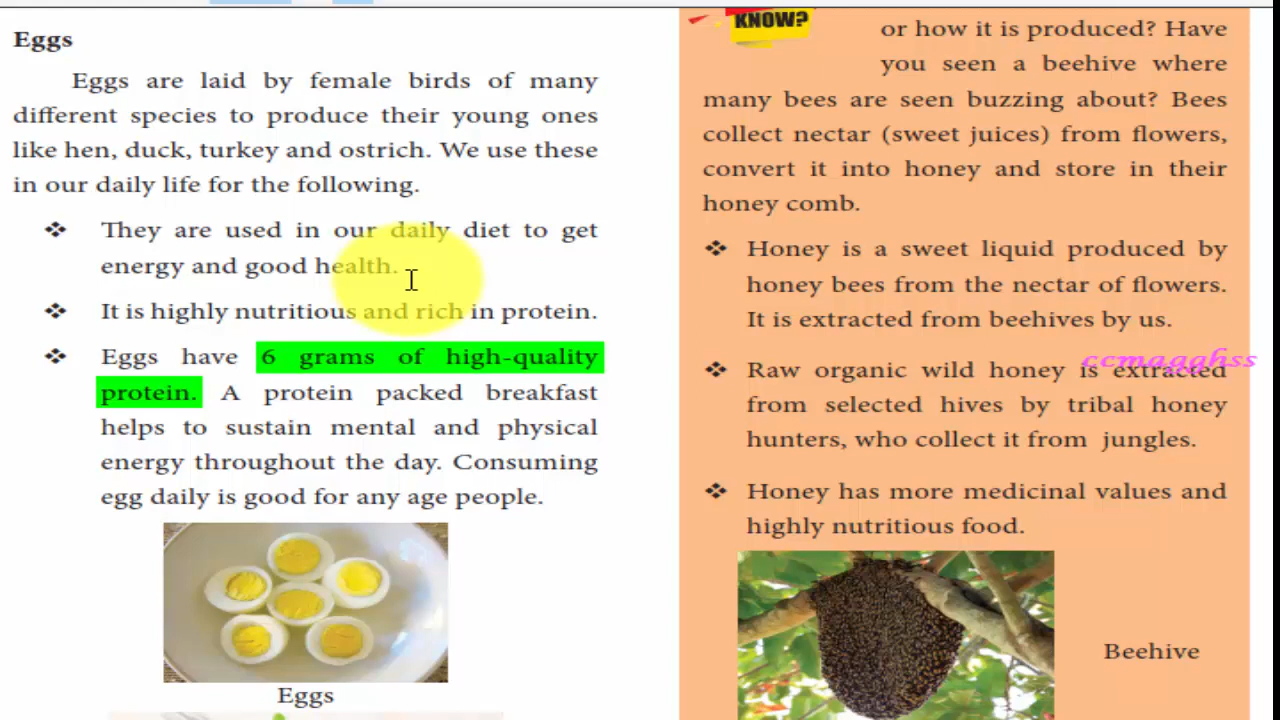 Eggs
Eggs are laid by female birds of many
different species to produce their young ones
like hen, duck, turkey and ostrich. We use these
in our daily life for the following.
❖ They are used in our daily diet to get
energy and good health.
❖ It is highly nutritious and rich in protein.
❖ Eggs have 6 grams of high-quality
protein. A protein packed breakfast
helps to sustain mental and physical
energy throughout the day. Consuming
egg daily is good for any age people.
Eggs
KNOW?
or how it is produced? Have
you seen a beehive where
many bees are seen buzzing about? Bees
collect nectar (sweet juices) from flowers,
convert it into honey and store in their
honey comb.
❖ Honey is a sweet liquid produced by
honey bees from the nectar of flowers.
It is extracted from beehives by us.
ccmagghss
❖ Raw organic wild honey is extracted
from selected hives by tribal honey
hunters, who collect it from jungles.
❖ Honey has more medicinal values and
highly nutritious food.
Beehive